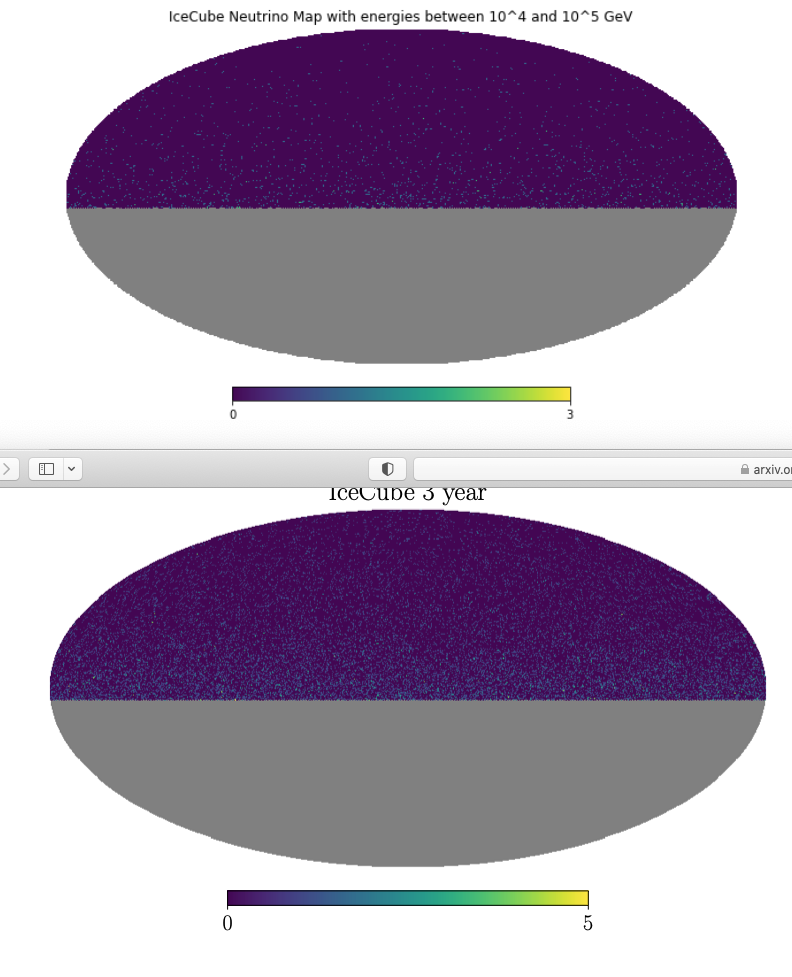 IceCube Neutrino Map with energies between 10^4 and 10^5 GeV
0 3
arxiv.or
IceCube 3 year
0 5